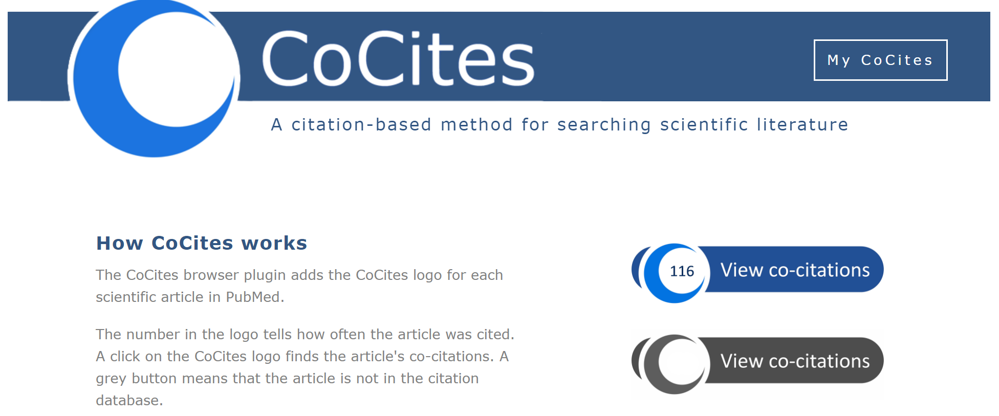 CoCites
My CoCites
A citation-based method for searching scientific literature
How CoCites works
The CoCites browser plugin adds the CoCites logo for each
scientific article in PubMed.
The number in the logo tells how often the article was cited.
A click on the CoCites logo finds the article's co-citations. A
grey button means that the article is not in the citation
database.
116 View co-citations
View co-citations